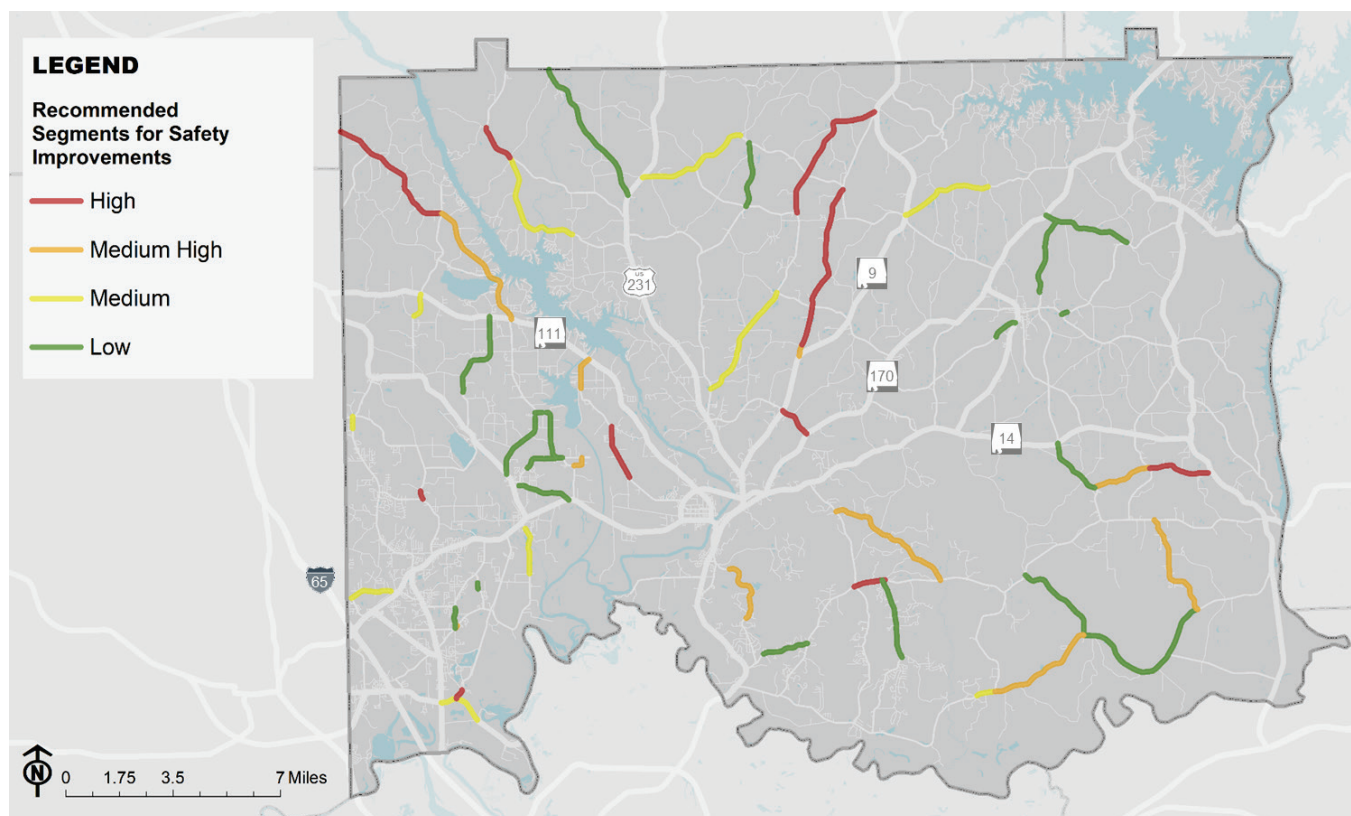 LEGEND
Recommended
Segments for Safety
Improvements
High
Medium High
Medium
Low
US
231
9
111
170
14
65
N
0 1.75 3.5 7 Miles